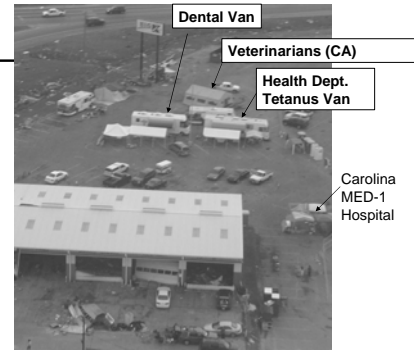 Dental Van
Veterinarians (CA)
Health Dept.
Tetanus Van
Carolina
MED-1
Hospital